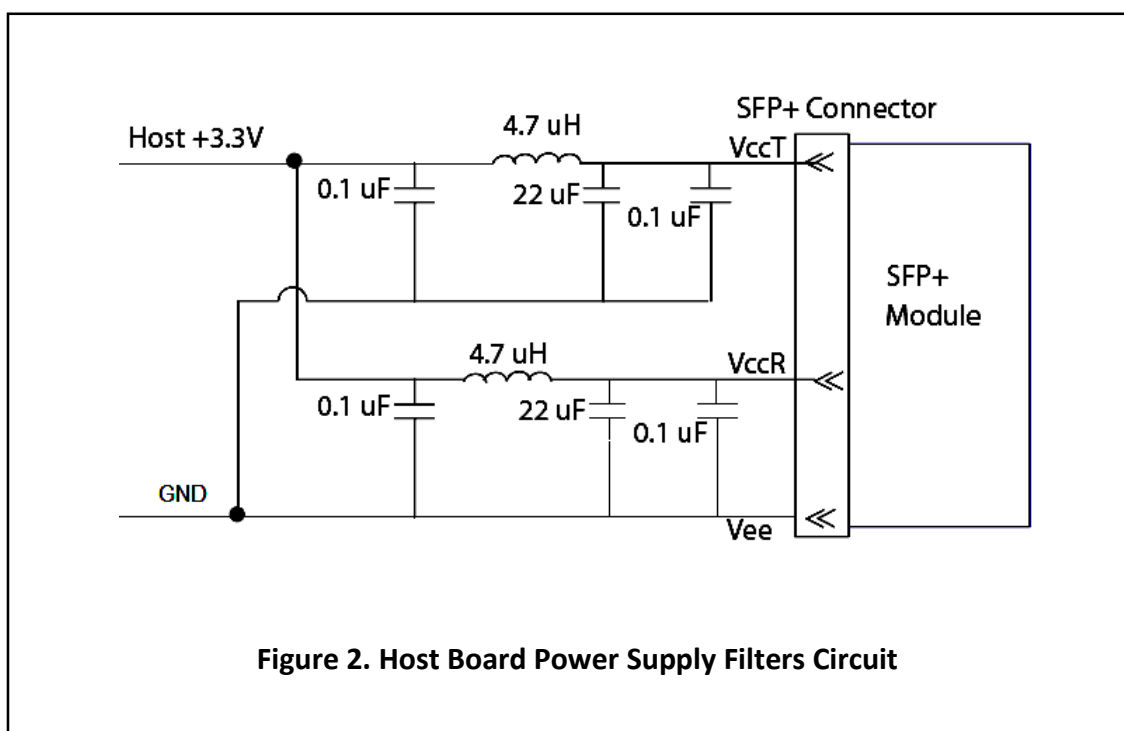 SFP+ Connector
Host +3.3V
4.7 uH
VccT
0.1 uF
22 uF
0.1 uF
SFP+
Module
4.7 uH
VccR
0.1 uF
22 uF
0.1 uF
GND
Vee
Figure 2. Host Board Power Supply Filters Circuit